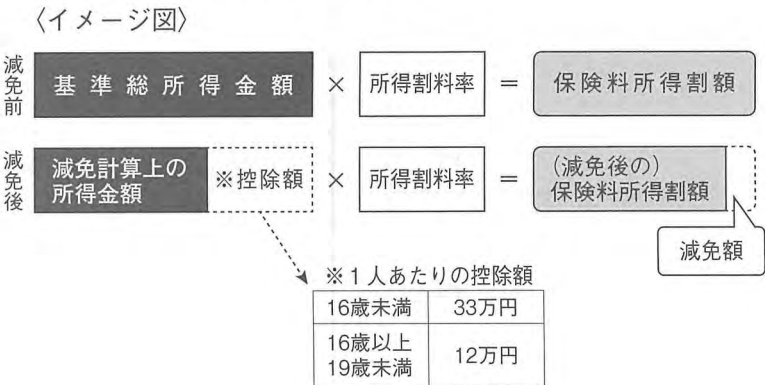 〈イメージ図〉
減免前
基準総所得金額 × 所得割料率 = 保険料所得割額
減免後
減免計算上の
所得金額
※控除額 × 所得割料率 =
(減免後の)
保険料所得割額
減免額
※1人あたりの控除額
16歳未満 33万円
16歳以上
19歳未満
12万円